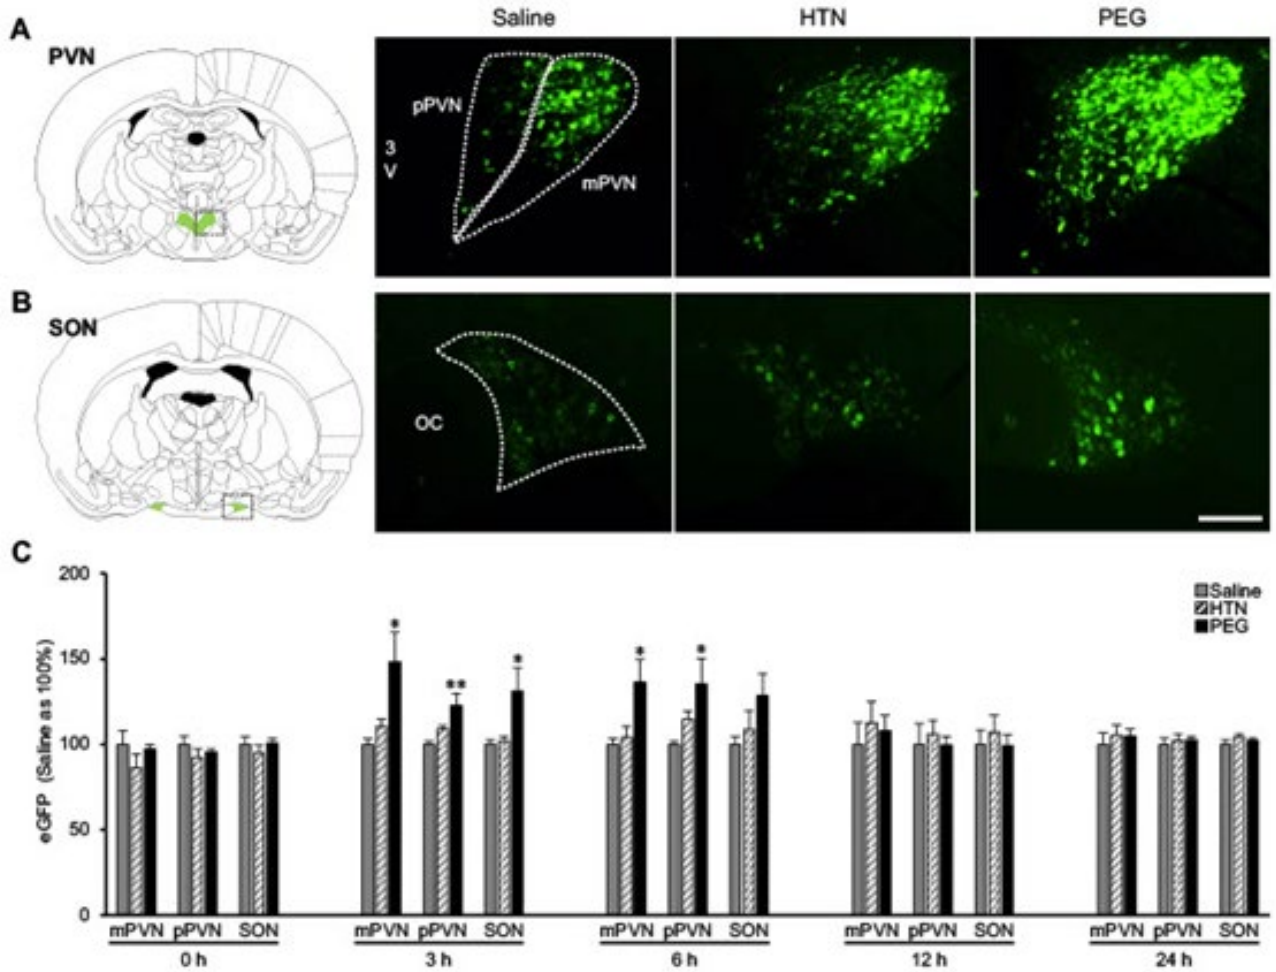 A
PVN
Saline
HTN
PEG
pPVN
3
V
mPVN
B
SON
OC
C
eGFP (Saline as 100%)
200
150
100
50
0
Saline
HTN
PEG
*
**
*
*
*
mPVN pPVN SON
mPVN pPVN SON
mPVN pPVN SON
mPVN pPVN SON
mPVN pPVN SON
0 h
3 h
6 h
12 h
24 h